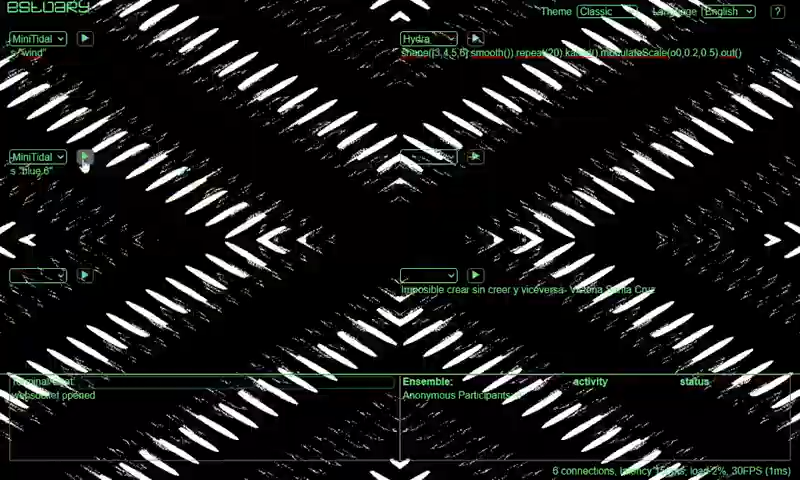 estuary
Theme Classic Language English ?
MiniTidal
s "wind"
Hydra
shape([3,4,5,6].smooth()).repeat(20).kaleid().modulateScale(o0,0.2,0.5).out()
MiniTidal
s "blue:6"
Imposible crear sin creer y viceversa- Victoria Santa Cruz
Terminal/Chat:
websocket opened
Ensemble: activity status
Anonymous Participants:
6 connections, latency load 2%, 30FPS (1ms)